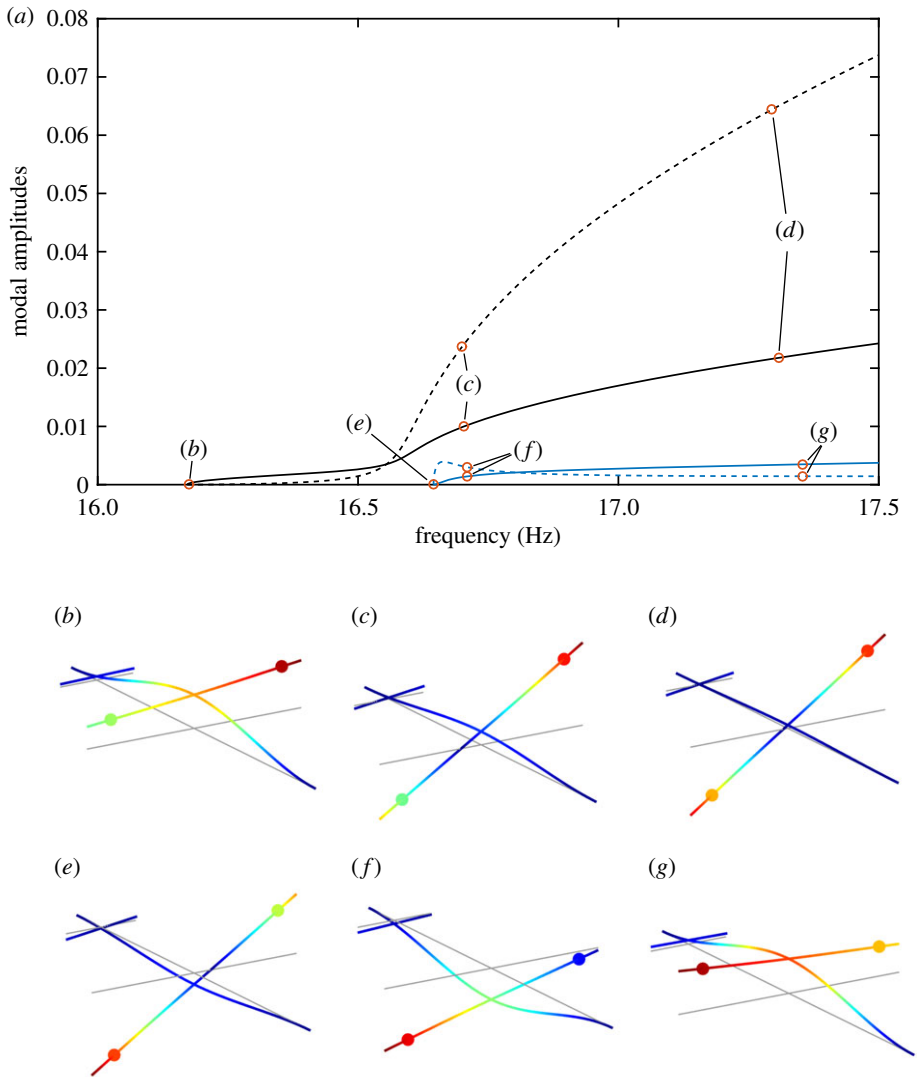 (a)
0.08
0.07
0.06
0.05
0.04
0.03
0.02
0.01
0
modal amplitudes
16.0 16.5 17.0 17.5
frequency (Hz)
(b)
(e)
(c)
(f)
(d)
(g)
(b) (c) (d)
(e) (f) (g)